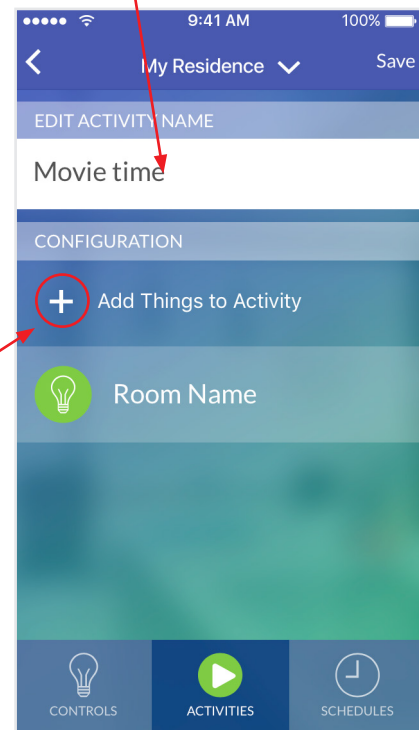 9:41 AM 100%
My Residence Save
EDIT ACTIVITY NAME
Movie time
CONFIGURATION
+ Add Things to Activity
Room Name
CONTROLS ACTIVITIES SCHEDULES